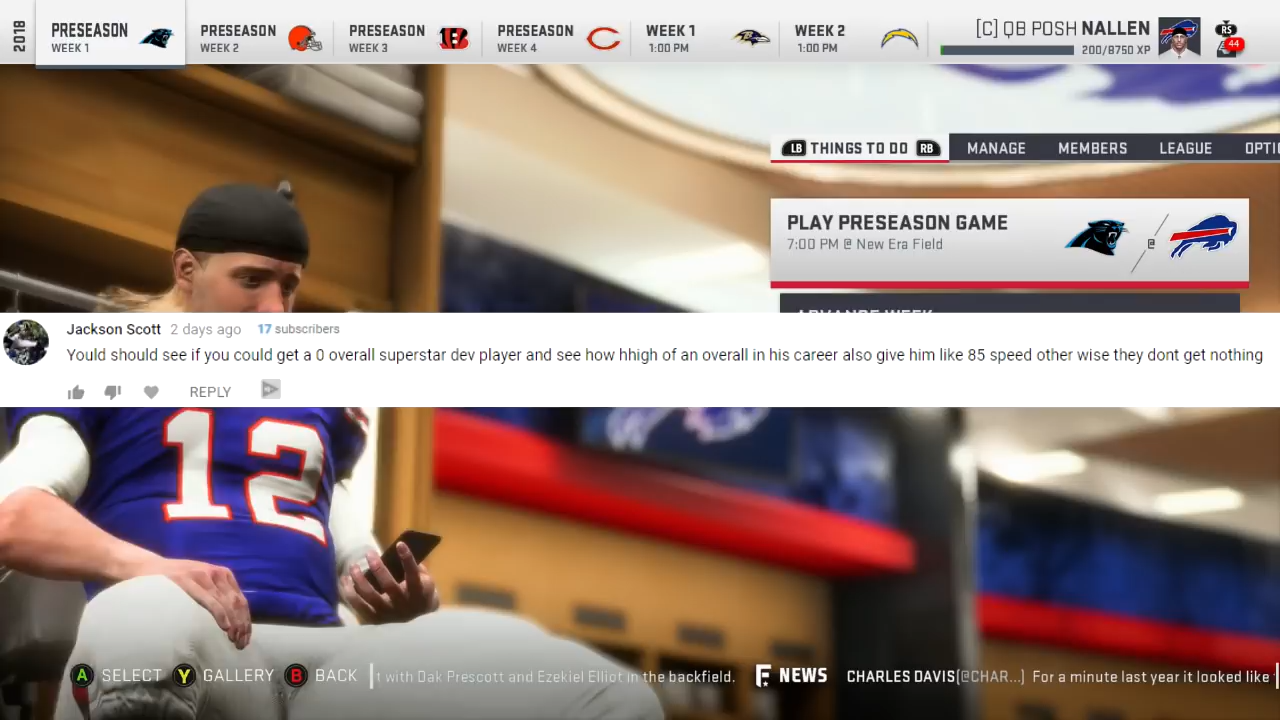 2018
PRESEASON
WEEK 1
PRESEASON
WEEK 2
PRESEASON
WEEK 3
PRESEASON
WEEK 4
WEEK 1
1:00 PM
WEEK 2
1:00 PM
[C] QB POSH NALLEN
200/8750 XP
RS
44
LB THINGS TO DO RB MANAGE MEMBERS LEAGUE OPTI
PLAY PRESEASON GAME
7:00 PM @ New Era Field
@
ADVANCE WEEK
Jackson Scott 2 days ago 17 subscribers
Yould should see if you could get a 0 overall superstar dev player and see how hhigh of an overall in his career also give him like 85 speed other wise they dont get nothing
REPLY
12
A SELECT Y GALLERY B BACK t with Dak Prescott and Ezekiel Elliot in the backfield. F NEWS CHARLES DAVIS(@CHAR...) For a minute last year it looked like